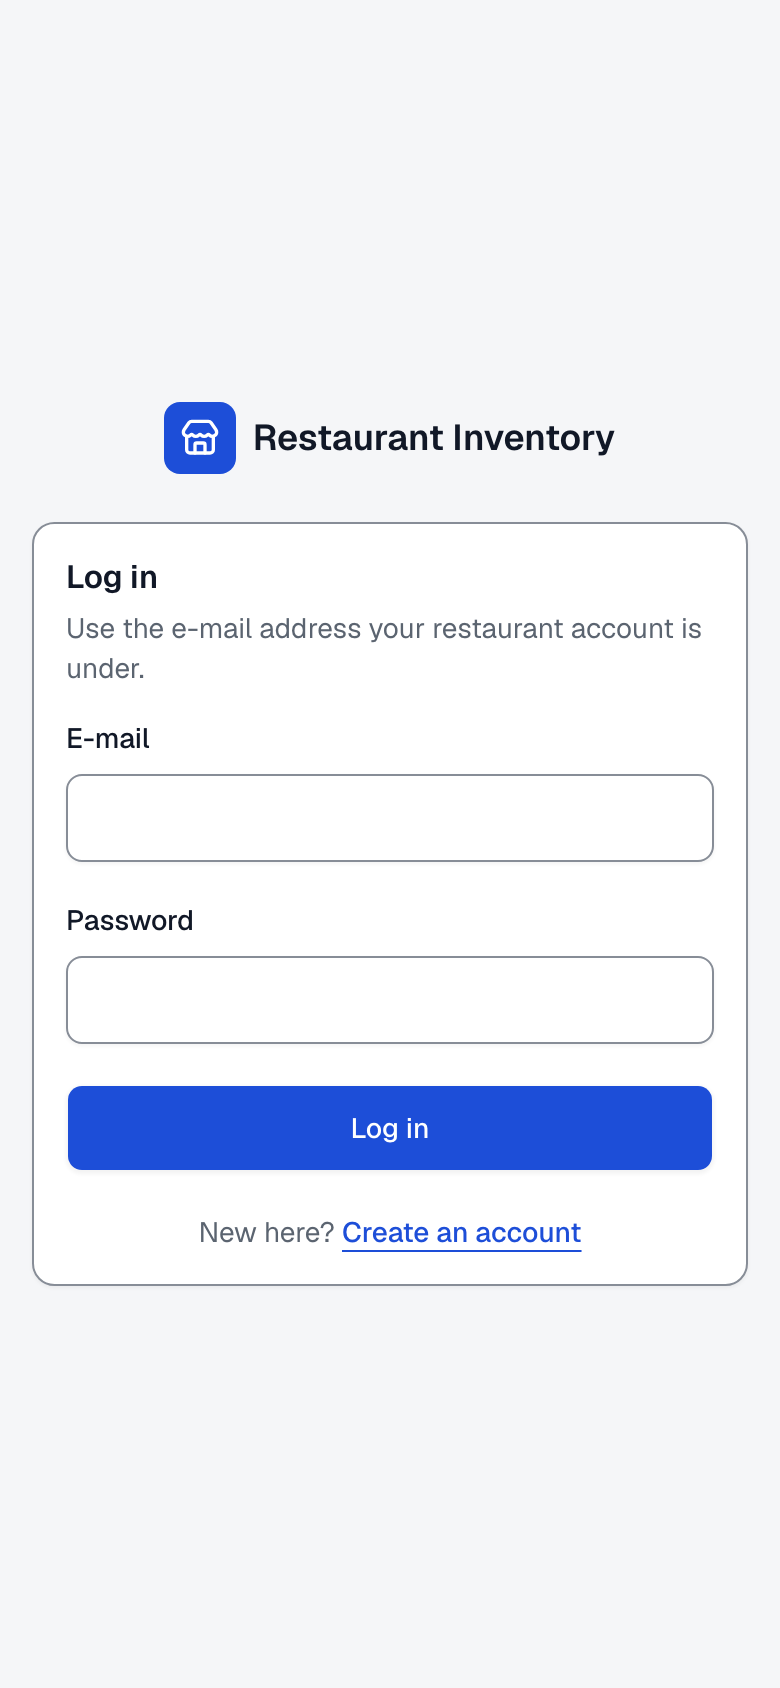 Restaurant Inventory
Log in
Use the e-mail address your restaurant account is
under.
E-mail
Password
Log in
New here? Create an account